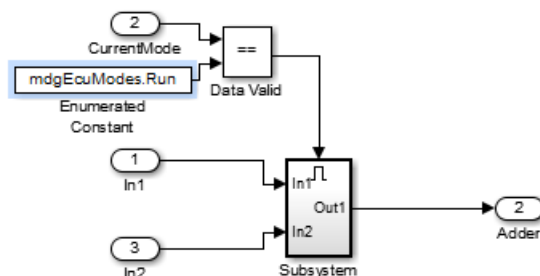 2
CurrentMode
mdgEcuModes.Run
Enumerated
Constant
==
Data Valid
1
In1
In1
Out1
In2
2
Adder
3
In2
Subsystem